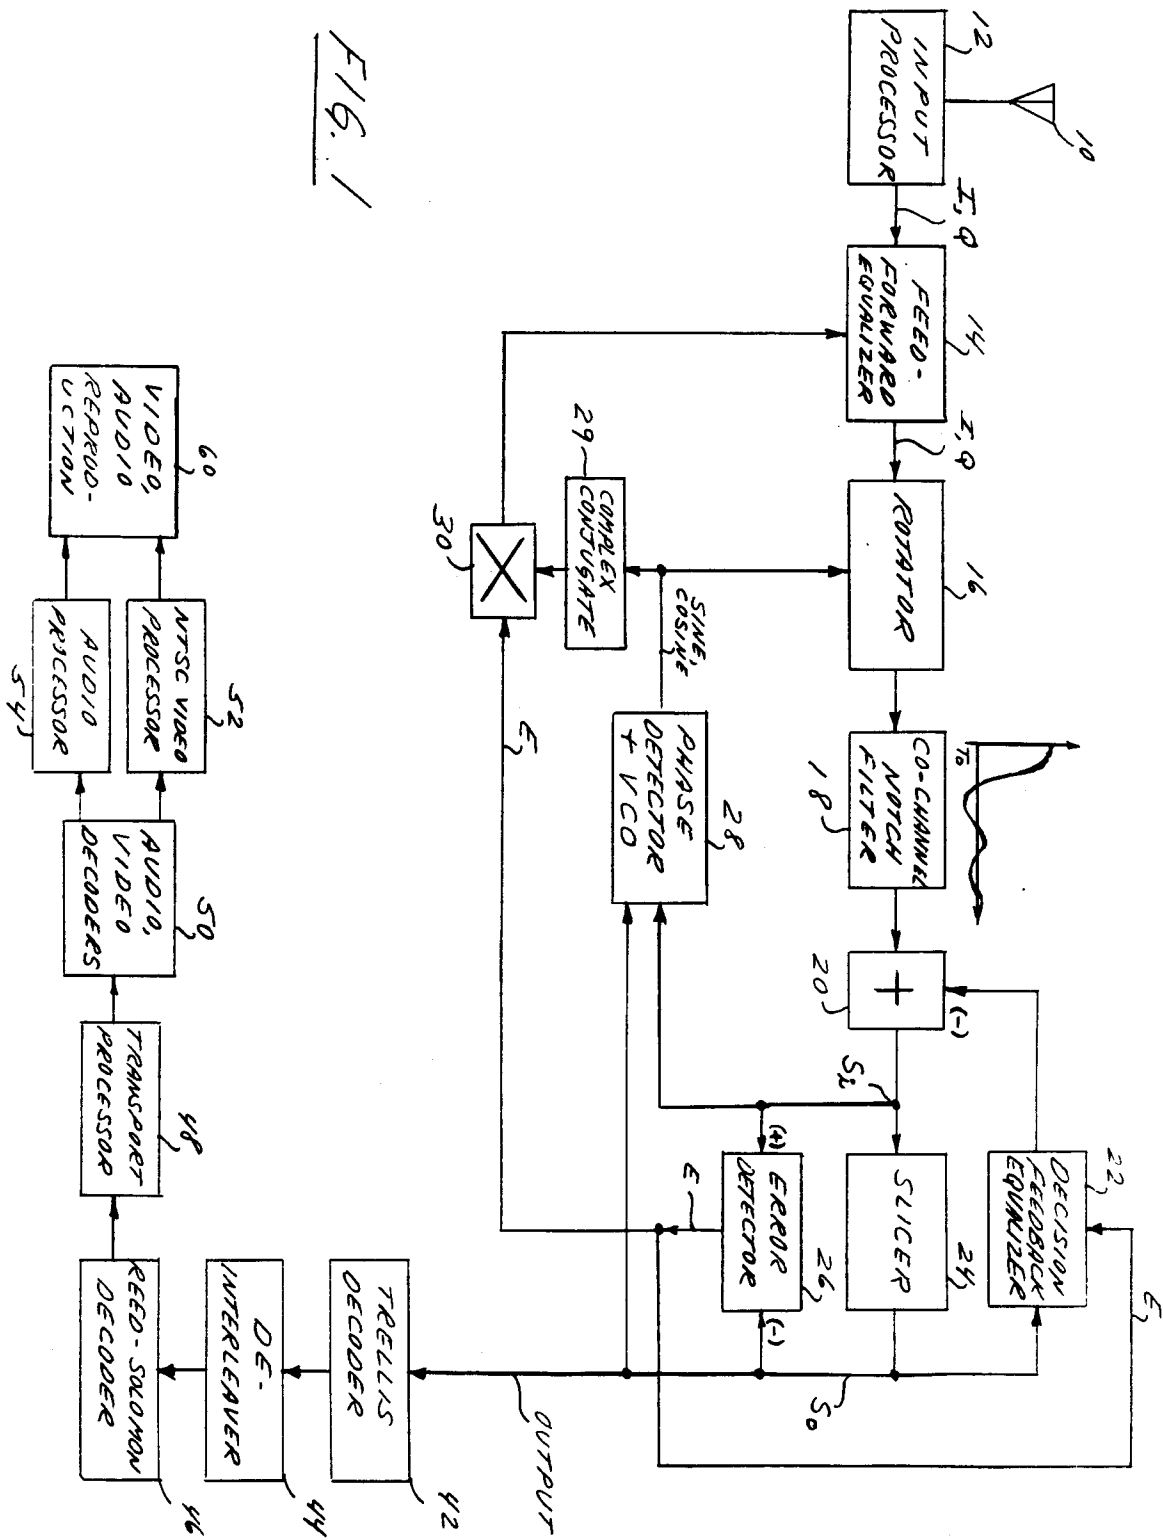 10
12
INPUT
PROCESSOR
I, Q
14
FEED-
FORWARD
EQUALIZER
I, Q
16
ROTATOR
To
CO-CHANNEL
NOTCH
FILTER
18
20
+
(-)
Si
22
DECISION
FEEDBACK
EQUALIZER
E
24
SLICER
So
(+)
ERROR
DETECTOR
26
(-)
E
28
PHASE
DETECTOR
+ VCO
SINE,
COSINE
29
COMPLEX
CONJUGATE
30
E
OUTPUT
TRELLIS
DECODER
42
DE-
INTERLEAVER
44
REED-SOLOMON
DECODER
46
48
TRANSPORT
PROCESSOR
50
AUDIO,
VIDEO
DECODERS
52
NTSC VIDEO
PROCESSOR
AUDIO
PROCESSOR
54
60
VIDEO,
AUDIO
REPROD-
UCTION
FIG. 1